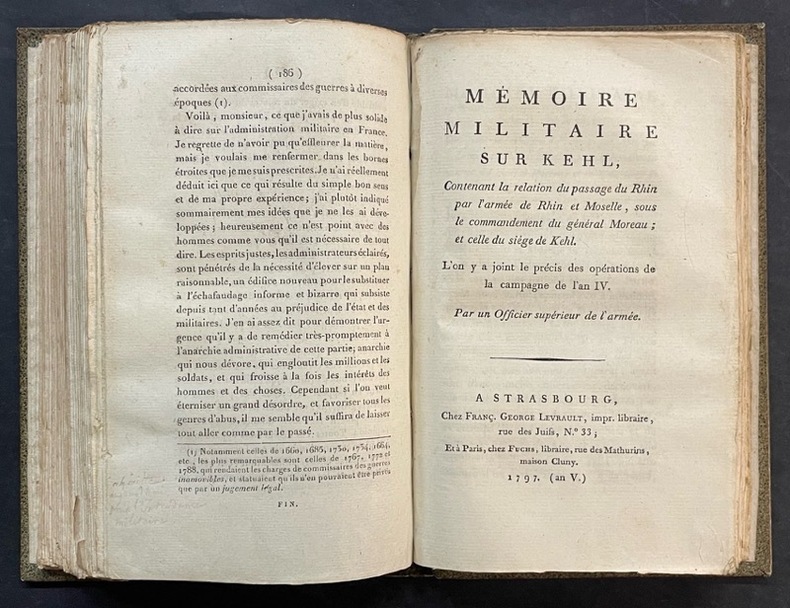 ( 186 )
accordées aux commissaires des guerres à diverses
époques (1).
Voilà, monsieur, ce que j'avais de plus solide
à dire sur l'administration militaire en France.
Je regrette de n'avoir pu qu'effleurer la matière,
mais je voulais me renfermer dans les bornes
étroites que je me suis prescrites. Je n'ai réellement
déduit ici que ce qui résulte du simple bon sens
et de ma propre expérience; j'ai plutôt indiqué
sommairement mes idées que je ne les ai déve-
loppées; heureusement ce n'est point avec des
hommes comme vous qu'il est nécessaire de tout
dire. Les esprits justes, les administrateurs éclairés,
sont pénétrés de la nécessité d'élever sur un plan
raisonnable, un édifice nouveau pour le substituer
à l'échafaudage informe et bizarre qui subsiste
depuis tant d'années au préjudice de l'état et des
militaires. J'en ai assez dit pour démontrer l'ur-
gence qu'il y a de remédier très-promptement à
l'anarchie administrative de cette partie; anarchie
qui nous dévore, qui engloutit les millions et les
soldats, et qui froisse à la fois les intérêts des
hommes et des choses. Cependant si l'on veut
éterniser un grand désordre, et favoriser tous les
genres d'abus, il me semble qu'il suffira de laisser
tout aller comme par le passé.
(1) Notamment celles de 1660, 1685, 1750, 1754, 1664,
etc., les plus remarquables sont celles de 1767, 1772 et
1788, qui rendaient les charges de commissaires des guerres
inamovibles, et statuaient qu'ils n'en pourraient être privés
que par un jugement légal.
FIN.
MÉMOIRE
MILITAIRE
SUR KEHL,
Contenant la relation du passage du Rhin
par l'armée de Rhin et Moselle, sous
le commandement du général Moreau;
et celle du siége de Kehl.
L'on y a joint le précis des opérations de
la campagne de l'an IV.
Par un Officier supérieur de l'armée.
A STRASBOURG,
Chez FRANÇ. GEORGE LEVRAULT, impr. libraire,
rue des Juifs, N.° 33;
Et à Paris, chez FUCHS, libraire, rue des Mathurins,
maison Cluny.
1797. (an V.)